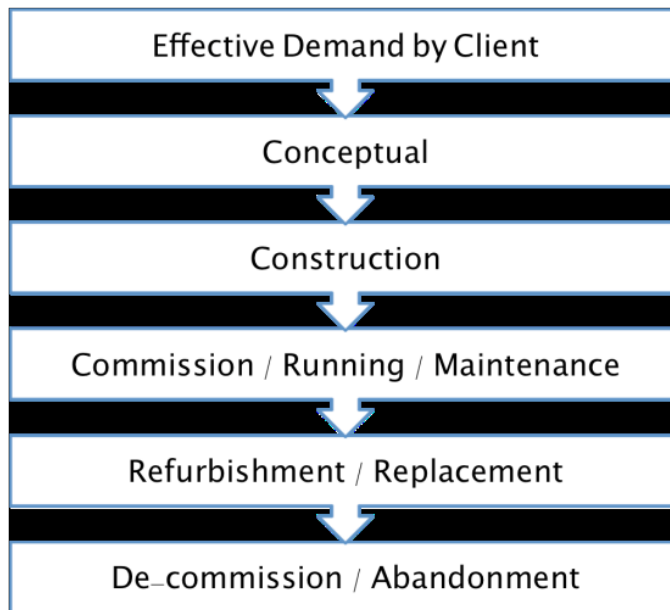 Effective Demand by Client
Conceptual
Construction
Commission / Running / Maintenance
Refurbishment / Replacement
De-commission / Abandonment